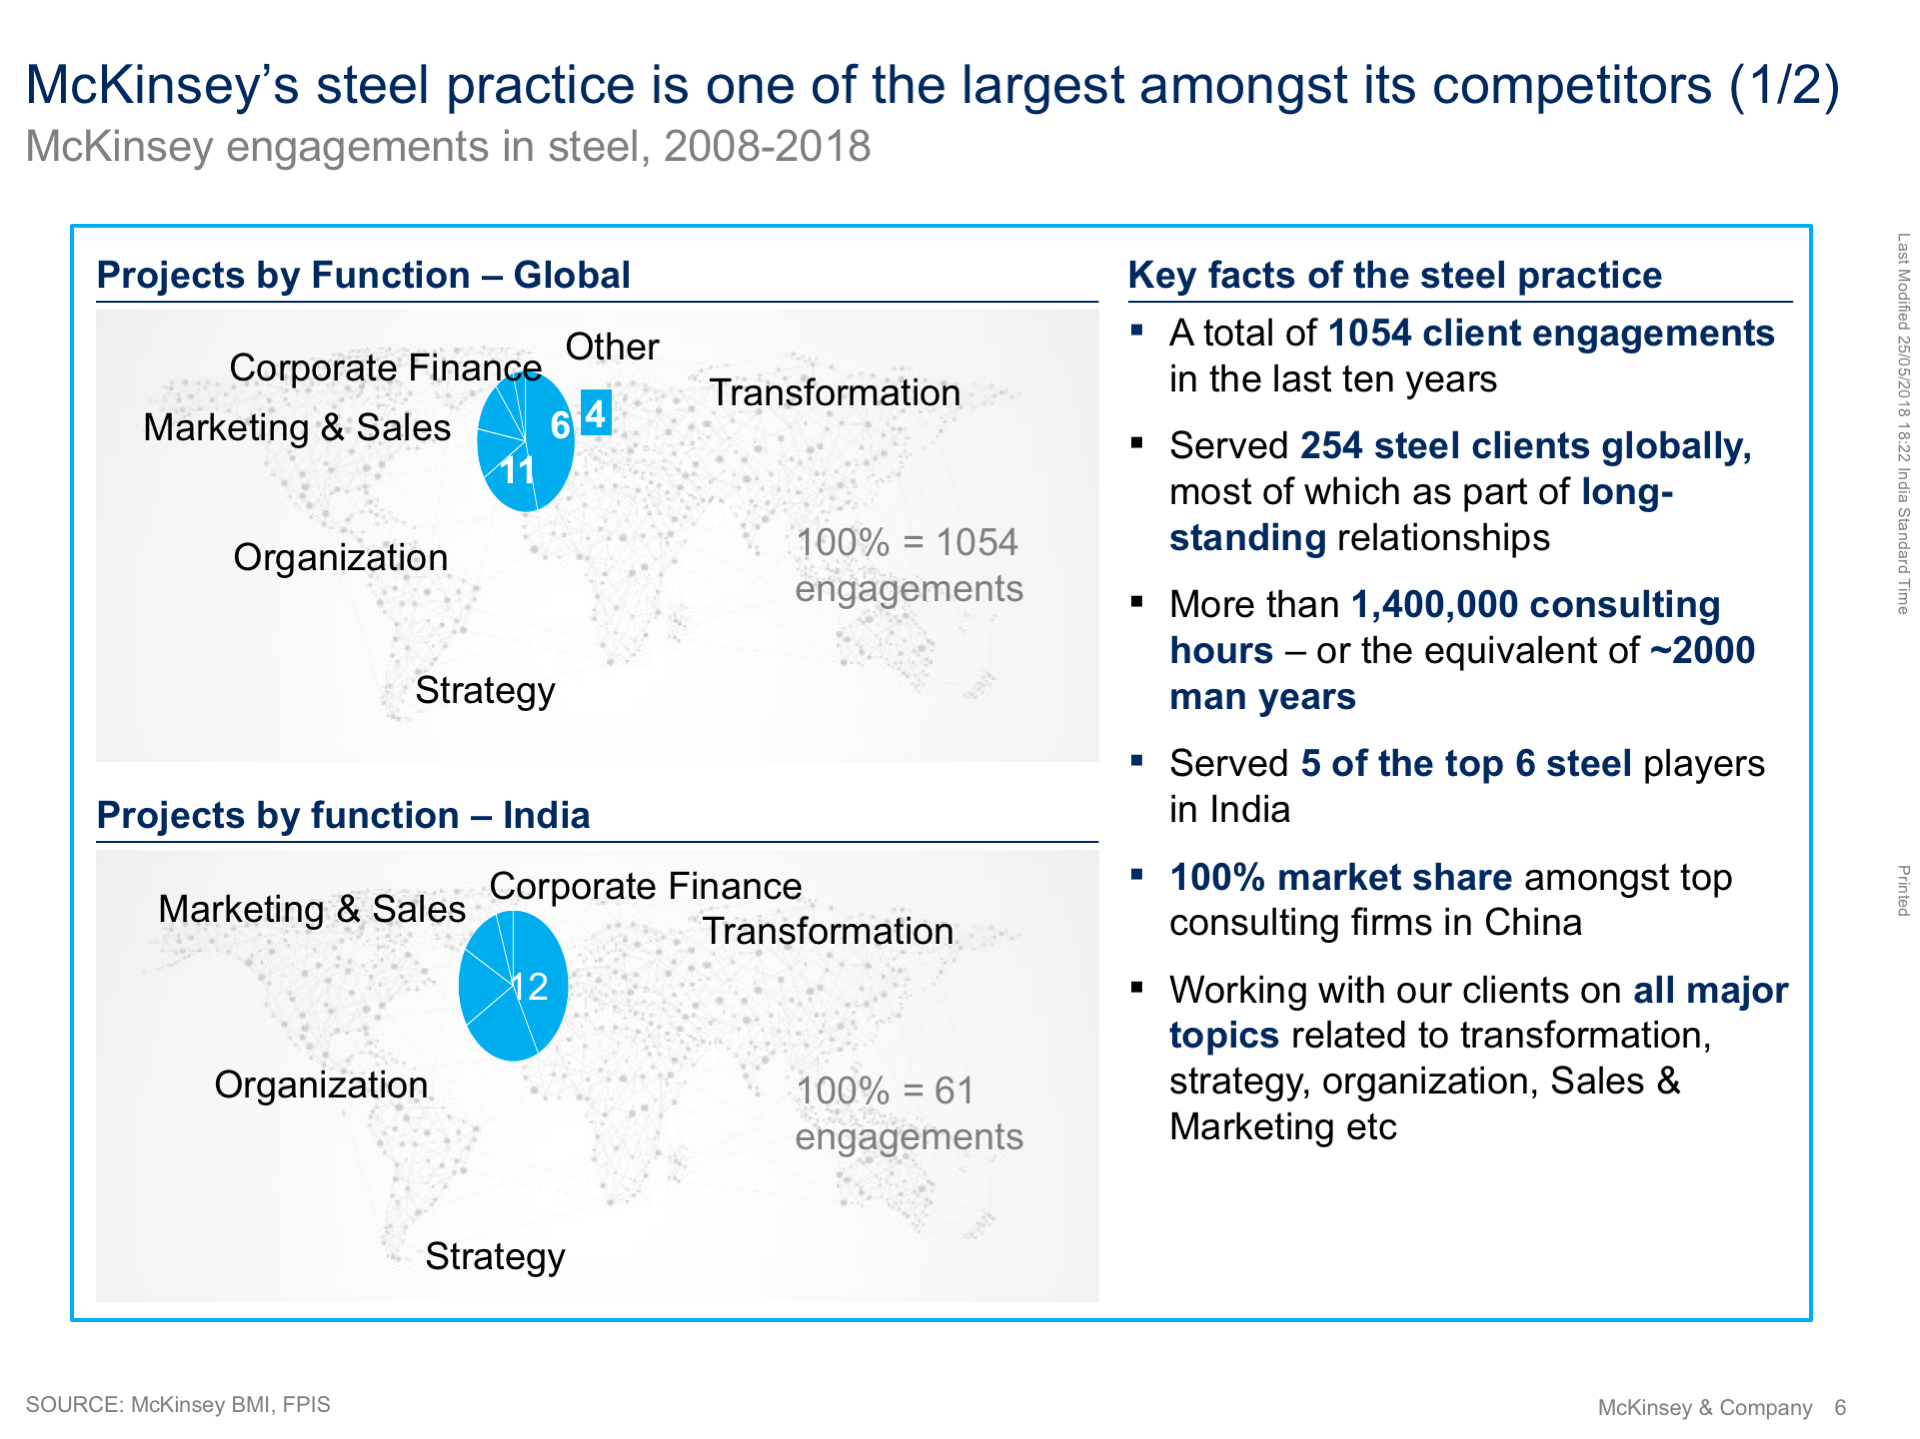 McKinsey’s steel practice is one of the largest amongst its competitors (1/2)
McKinsey engagements in steel, 2008-2018
Projects by Function – Global
Other
Corporate Finance
Transformation
Marketing & Sales
6
4
11
Organization
100% = 1054
engagements
Strategy
Projects by function – India
Corporate Finance
Marketing & Sales
Transformation
12
Organization
100% = 61
engagements
Strategy
Key facts of the steel practice
▪ A total of 1054 client engagements
in the last ten years
▪ Served 254 steel clients globally,
most of which as part of long-
standing relationships
▪ More than 1,400,000 consulting
hours – or the equivalent of ~2000
man years
▪ Served 5 of the top 6 steel players
in India
▪ 100% market share amongst top
consulting firms in China
▪ Working with our clients on all major
topics related to transformation,
strategy, organization, Sales &
Marketing etc
Last Modified 25/05/2018 18:22 India Standard Time
Printed
SOURCE: McKinsey BMI, FPIS
McKinsey & Company 6